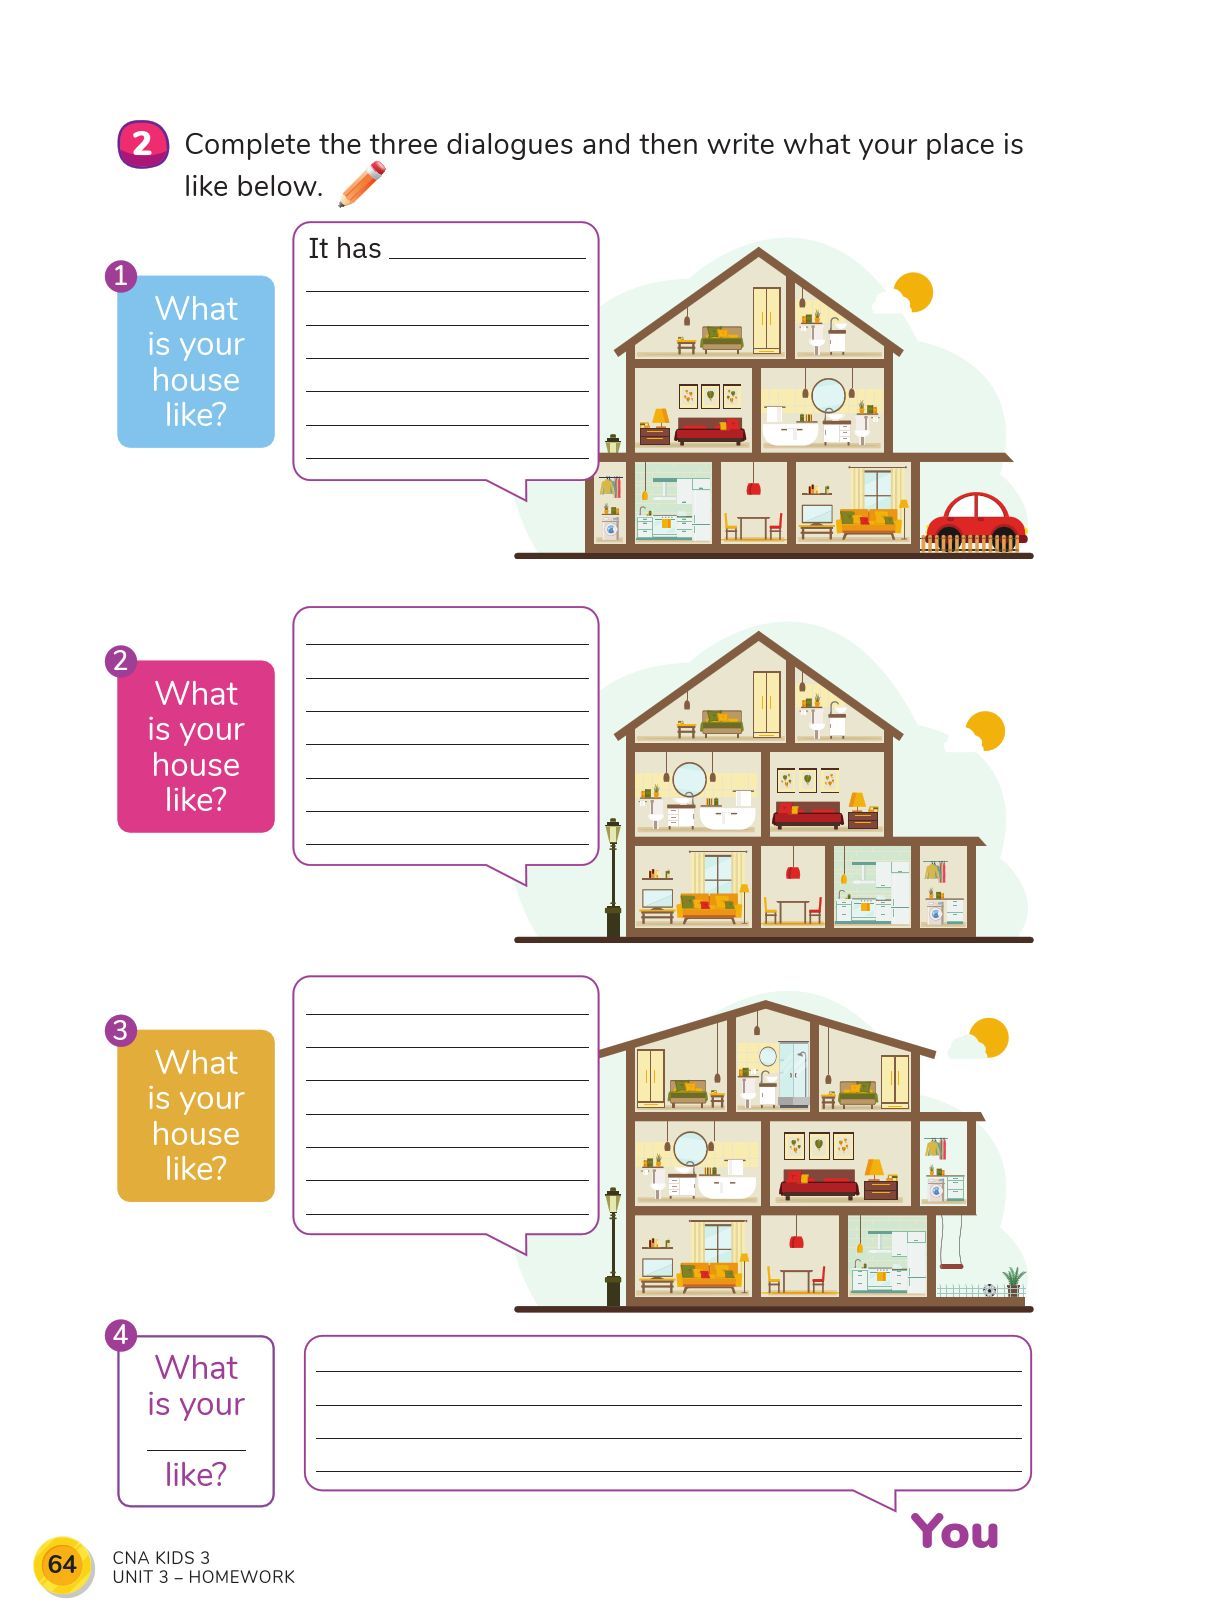 2 Complete the three dialogues and then write what your place is
like below.
It has
1
What
is your
house
like?
2
What
is your
house
like?
3
What
is your
house
like?
4
What
is your
like?
You
64
CNA KIDS 3
UNIT 3 – HOMEWORK